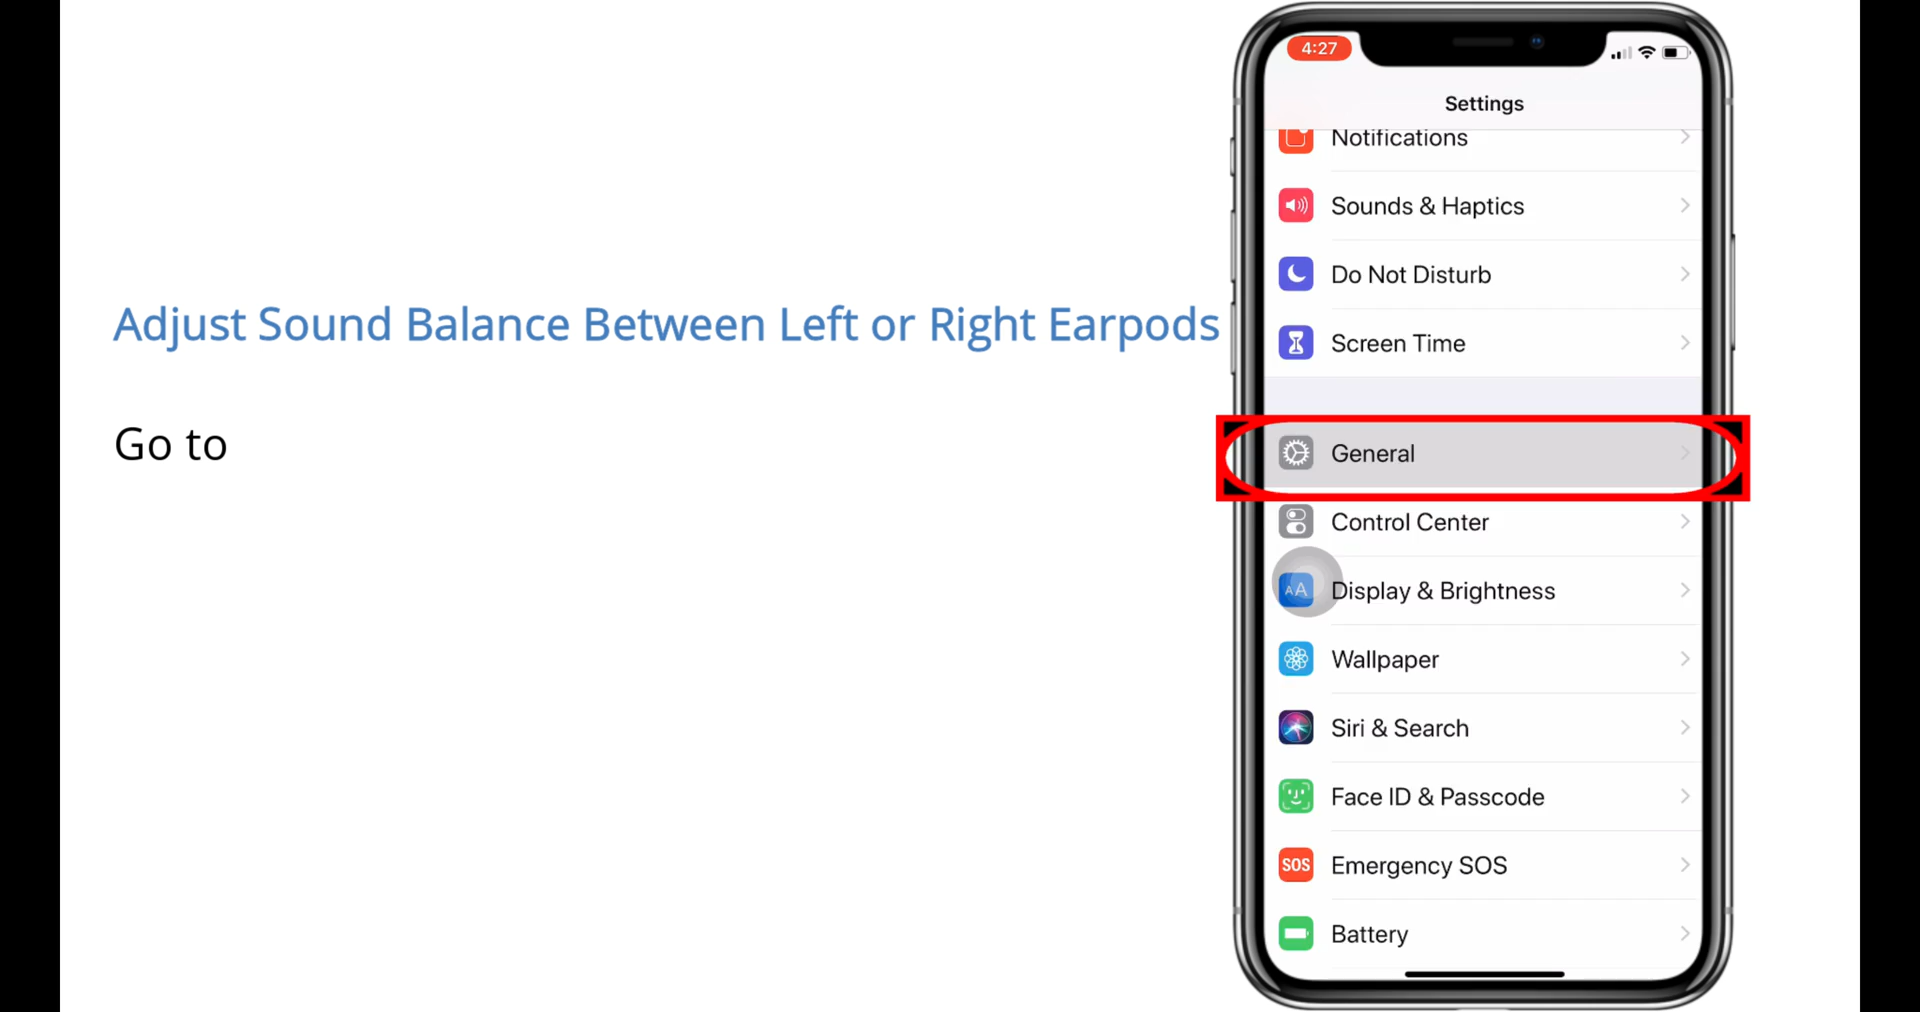 Adjust Sound Balance Between Left or Right Earpods
Go to
4:27
Settings
Notifications
Sounds & Haptics
Do Not Disturb
Screen Time
General
Control Center
AA Display & Brightness
Wallpaper
Siri & Search
Face ID & Passcode
SOS Emergency SOS
Battery